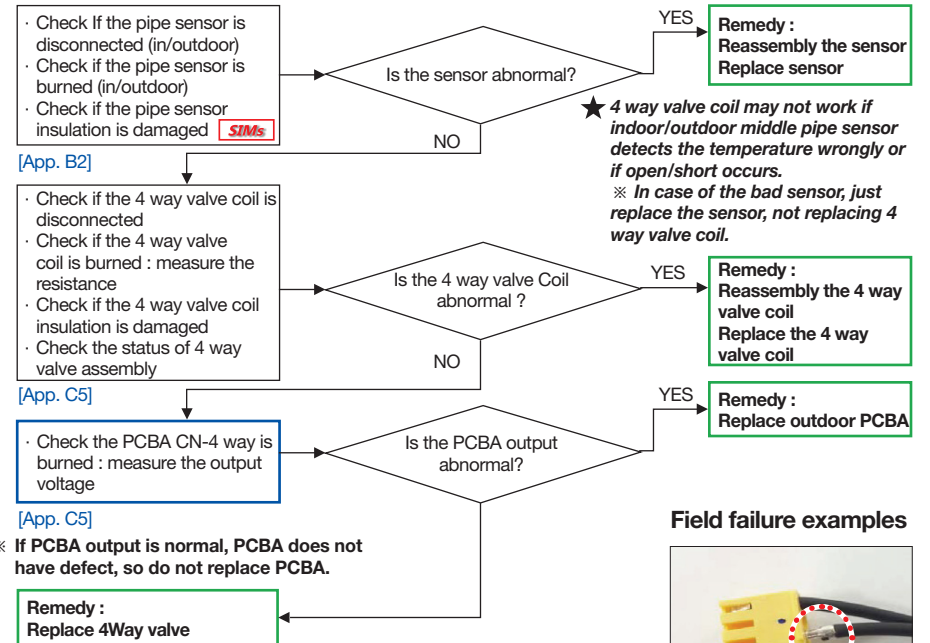 · Check If the pipe sensor is
disconnected (in/outdoor)
· Check if the pipe sensor is
burned (in/outdoor)
· Check if the pipe sensor
insulation is damaged SIMs
[App. B2]
Is the sensor abnormal?
YES
NO
Remedy :
Reassembly the sensor
Replace sensor
★ 4 way valve coil may not work if
indoor/outdoor middle pipe sensor
detects the temperature wrongly or
if open/short occurs.
※ In case of the bad sensor, just
replace the sensor, not replacing 4
way valve coil.
· Check if the 4 way valve coil is
disconnected
· Check if the 4 way valve
coil is burned : measure the
resistance
· Check if the 4 way valve coil
insulation is damaged
· Check the status of 4 way
valve assembly
[App. C5]
Is the 4 way valve Coil
abnormal ?
YES
NO
Remedy :
Reassembly the 4 way
valve coil
Replace the 4 way
valve coil
· Check the PCBA CN-4 way is
burned : measure the output
voltage
[App. C5]
Is the PCBA output
abnormal?
YES
Remedy :
Replace outdoor PCBA
※ If PCBA output is normal, PCBA does not
have defect, so do not replace PCBA.
Remedy :
Replace 4Way valve
Field failure examples